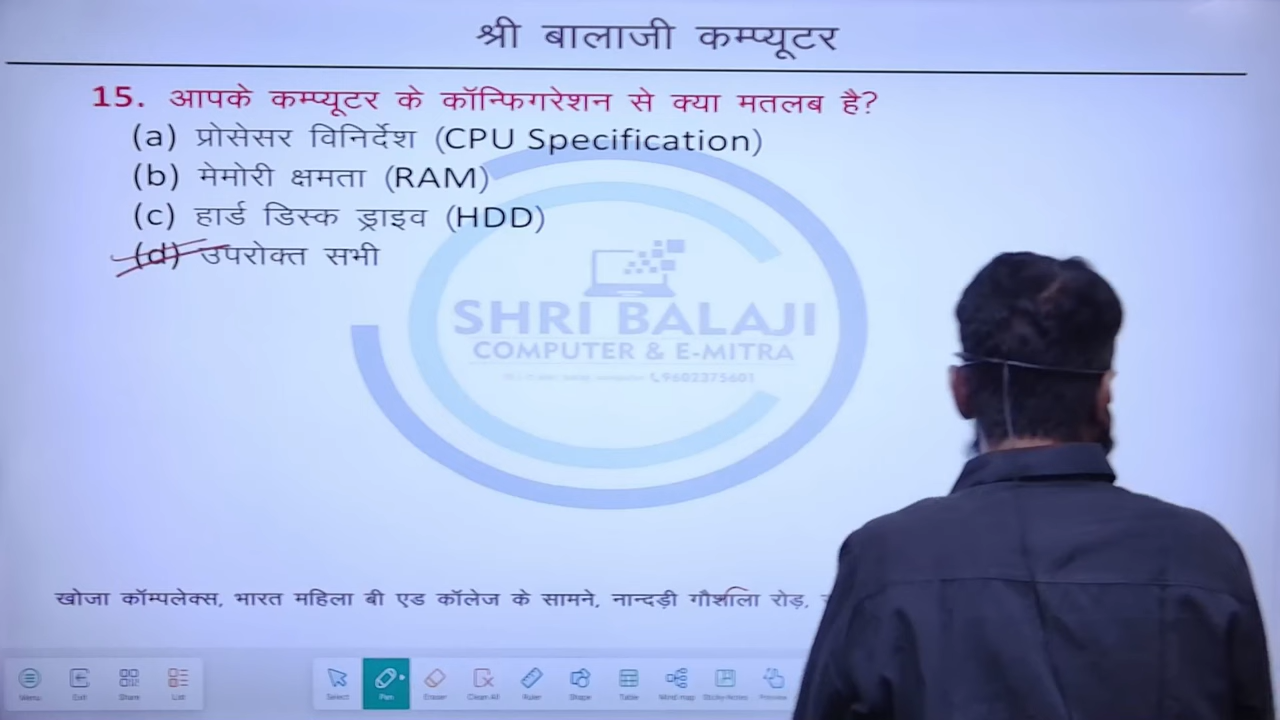 श्री बालाजी कम्प्यूटर
15. आपके कम्प्यूटर के कॉन्फिगरेशन से क्या मतलब है?
(a) प्रोसेसर विनिर्देश (CPU Specification)
(b) मेमोरी क्षमता (RAM)
(c) हार्ड डिस्क ड्राइव (HDD)
(d) उपरोक्त सभी
SHRI BALAJI
COMPUTER & E-MITRA
9602375601
खोजा कॉम्पलेक्स, भारत महिला बी एड कॉलेज के सामने, नान्दड़ी गौशाला रोड़,
Menu Exit Share List Select Pen Eraser Clean All Ruler Shape Table Mind map Sticky-Notes Preview